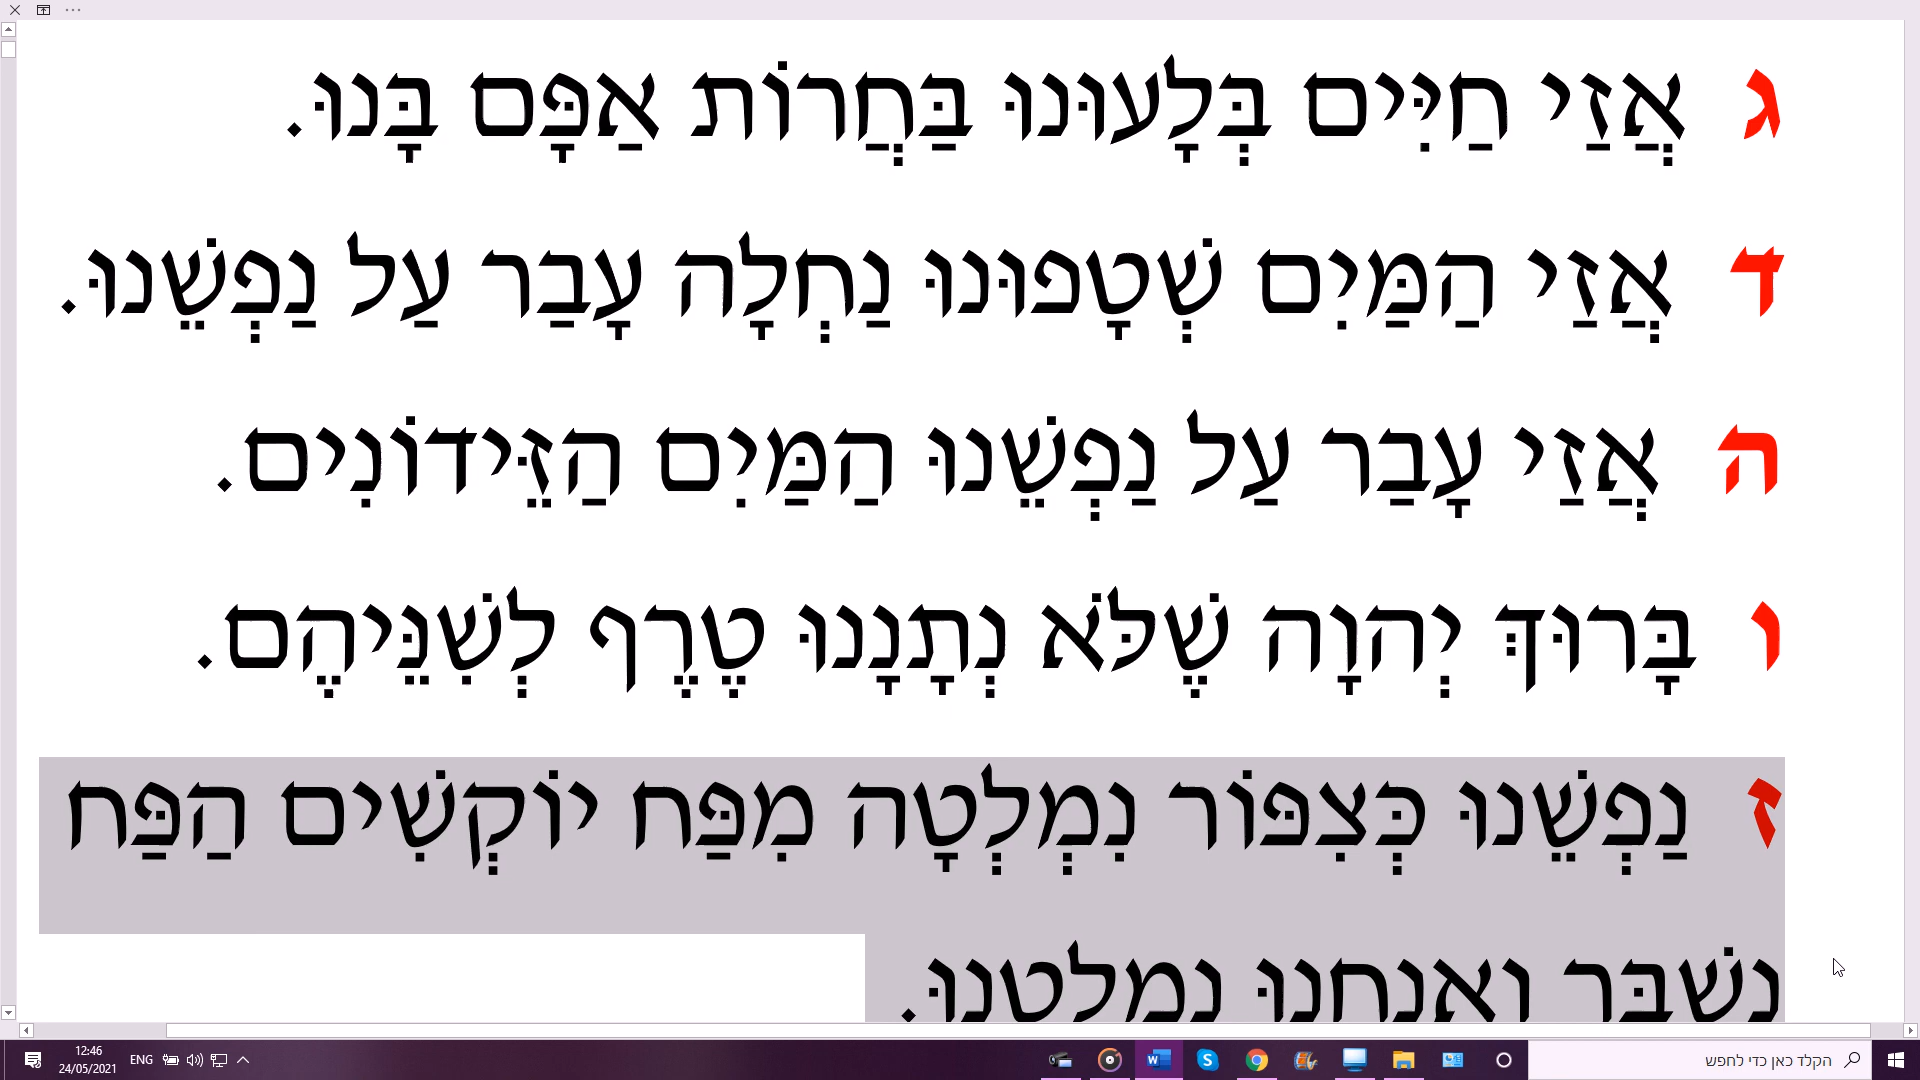 ג אֲזַי חַיִּים בְּלָעוּנוּ בַּחֲרוֹת אַפָּם בָּנוּ.
ד אֲזַי הַמַּיִם שְׁטָפוּנוּ נַחְלָה עָבַר עַל נַפְשֵׁנוּ.
ה אֲזַי עָבַר עַל נַפְשֵׁנוּ הַמַּיִם הַזֵּידוֹנִים.
ו בָּרוּךְ יְהוָה שֶׁלֹּא נְתָנָנוּ טֶרֶף לְשִׁנֵּיהֶם.
ז נַפְשֵׁנוּ כְּצִפּוֹר נִמְלְטָה מִפַּח יוֹקְשִׁים הַפַּח
נשׁבּר ואנחנוּ נמלטנוּ.
12:46
24/05/2021
ENG
הקלד כאן כדי לחפש